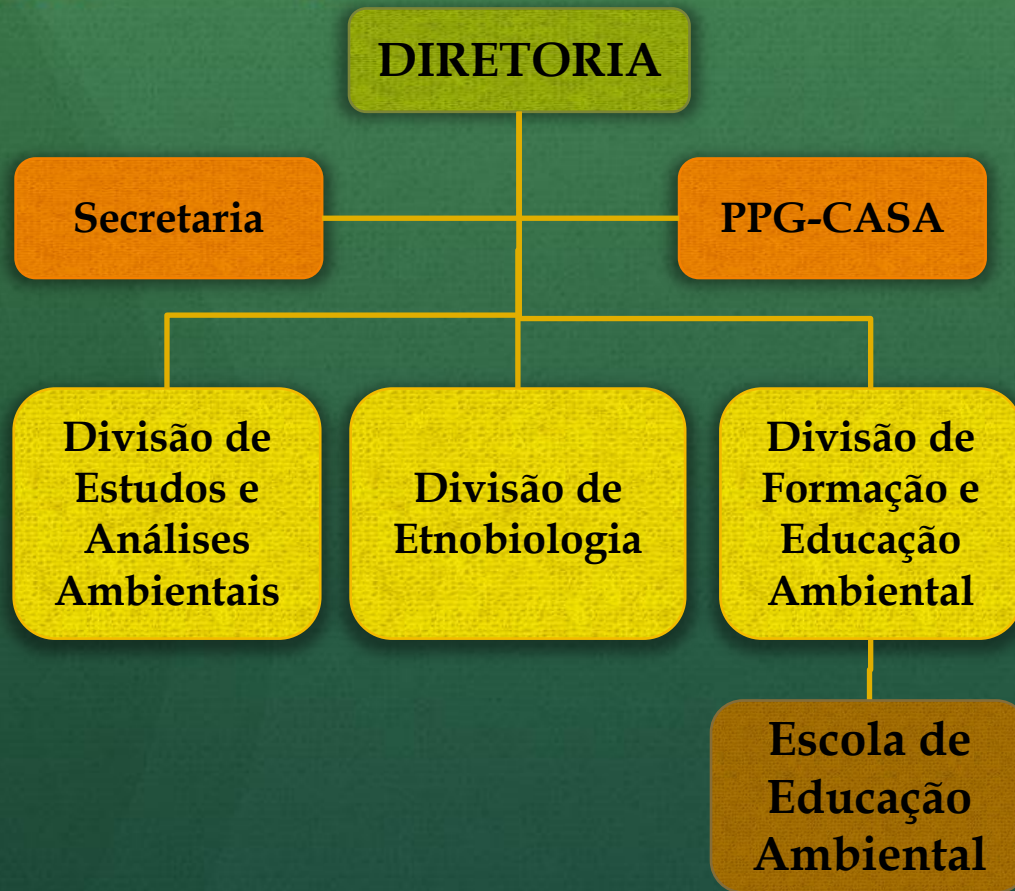 DIRETORIA
Secretaria
PPG-CASA
Divisão de
Estudos e
Análises
Ambientais
Divisão de
Etnobiologia
Divisão de
Formação e
Educação
Ambiental
Escola de
Educação
Ambiental